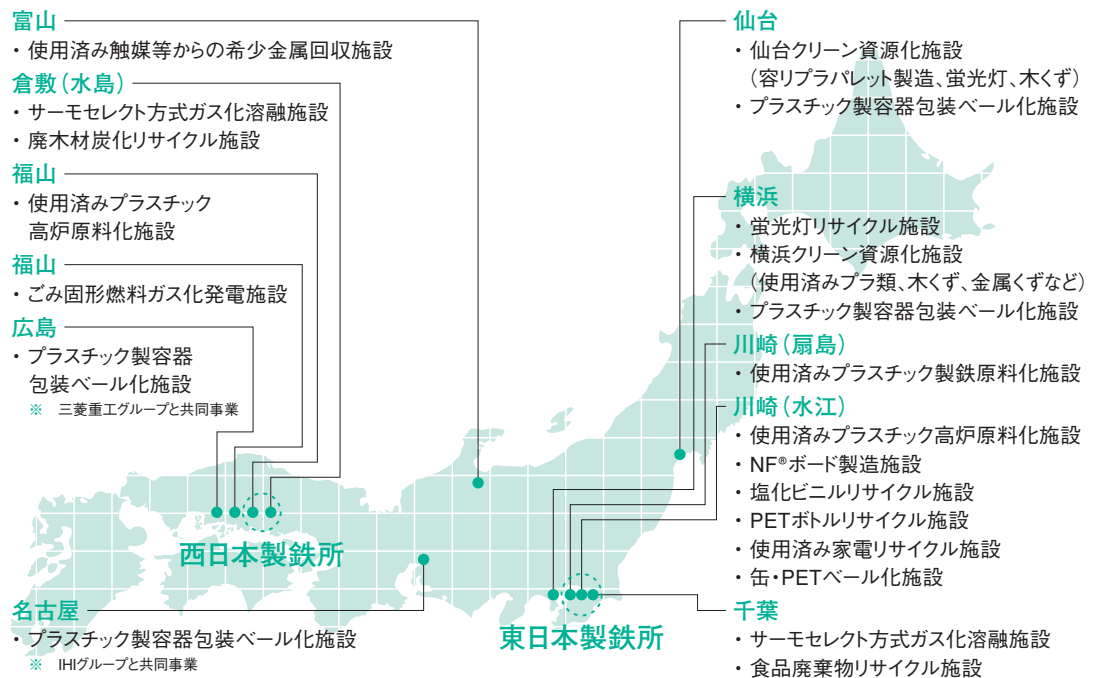 富山
・ 使用済み触媒等からの希少金属回収施設
倉敷（水島）
・ サーモセレクト方式ガス化溶融施設
・ 廃木材炭化リサイクル施設
福山
・ 使用済みプラスチック
高炉原料化施設
福山
・ ごみ固形燃料ガス化発電施設
広島
・ プラスチック製容器
包装ベール化施設
※ 三菱重工グループと共同事業
西日本製鉄所
名古屋
・ プラスチック製容器包装ベール化施設
※ IHIグループと共同事業
仙台
・ 仙台クリーン資源化施設
（容リプラパレット製造、蛍光灯、木くず）
・ プラスチック製容器包装ベール化施設
横浜
・ 蛍光灯リサイクル施設
・ 横浜クリーン資源化施設
（使用済みプラ類、木くず、金属くずなど）
・ プラスチック製容器包装ベール化施設
川崎（扇島）
・ 使用済みプラスチック製鉄原料化施設
川崎（水江）
・ 使用済みプラスチック高炉原料化施設
・ NF®ボード製造施設
・ 塩化ビニルリサイクル施設
・ PETボトルリサイクル施設
・ 使用済み家電リサイクル施設
・ 缶・PETベール化施設
東日本製鉄所
千葉
・ サーモセレクト方式ガス化溶融施設
・ 食品廃棄物リサイクル施設